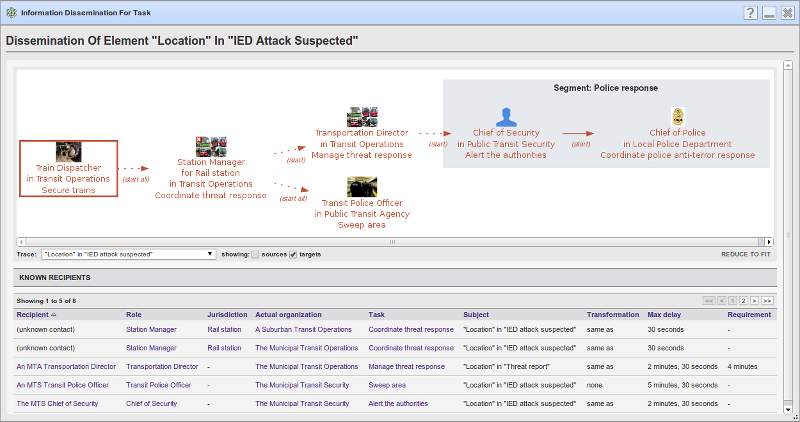 Information Dissemination For Task
?
Dissemination Of Element "Location" In "IED Attack Suspected"
Segment: Police response
Train Dispatcher
in Transit Operations
Secure trains
(start all)
Station Manager
for Rail station
in Transit Operations
Coordinate threat response
(start)
(start all)
Transportation Director
in Transit Operations
Manage threat response
(start)
Transit Police Officer
in Public Transit Agency
Sweep area
Chief of Security
in Public Transit Security
Alert the authonties
(start)
Chief of Police
in Local Police Department
Coordinate police anti-terror response
Trace: "Location" in "IED attack suspected" showing: sources targets REDUCE TO FIT
KNOWN RECIPIENTS
Showing 1 to 5 of 8 << < 1 2 > >>
Recipient Role Jurisdiction Actual organization Task Subject Transformation Max delay Requirement
(unknown contact) Station Manager Rail station A Suburban Transit Operations Coordinate threat response "Location" in "IED attack suspected" same as 30 seconds -
(unknown contact) Station Manager Rail station The Municipal Transit Operations Coordinate threat response "Location" in "IED attack suspected" same as 30 seconds -
An MTA Transportation Director Transportation Director - The Municipal Transit Operations Manage threat response "Location" in "Threat report" same as 2 minutes, 30 seconds 4 minutes
An MTS Transit Police Officer Transit Police Officer - The Municipal Transit Security Sweep area "Location" in "IED attack suspected" none 5 minutes, 30 seconds -
The MTS Chief of Security Chief of Security - The Municipal Transit Security Alert the authorities "Location" in "IED attack suspected" same as 2 minutes, 30 seconds -